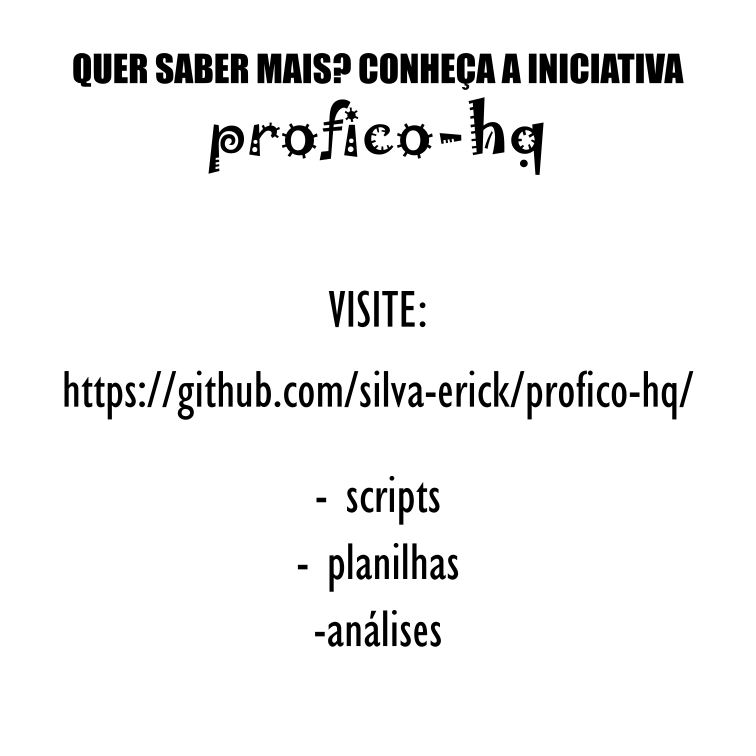 QUER SABER MAIS? CONHEÇA A INICIATIVA
profico-hq
VISITE:
https://github.com/silva-erick/profico-hq/
- scripts
- planilhas
-análises